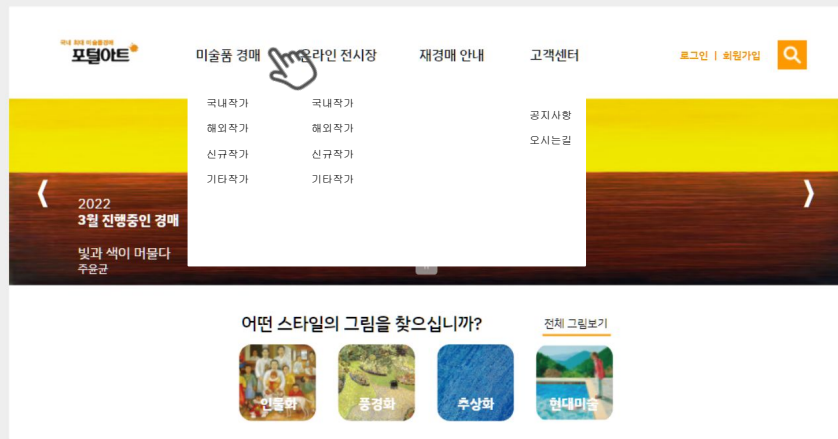 국내 최대 미술품경매
포털아트
미술품 경매 온라인 전시장 재경매 안내 고객센터
로그인 | 회원가입
국내작가 국내작가
공지사항
해외작가 해외작가
오시는길
신규작가 신규작가
기타작가 기타작가
2022
3월 진행중인 경매
빛과 색이 머물다
주윤균
어떤 스타일의 그림을 찾으십니까?
전체 그림보기
인물화 풍경화 추상화 현대미술